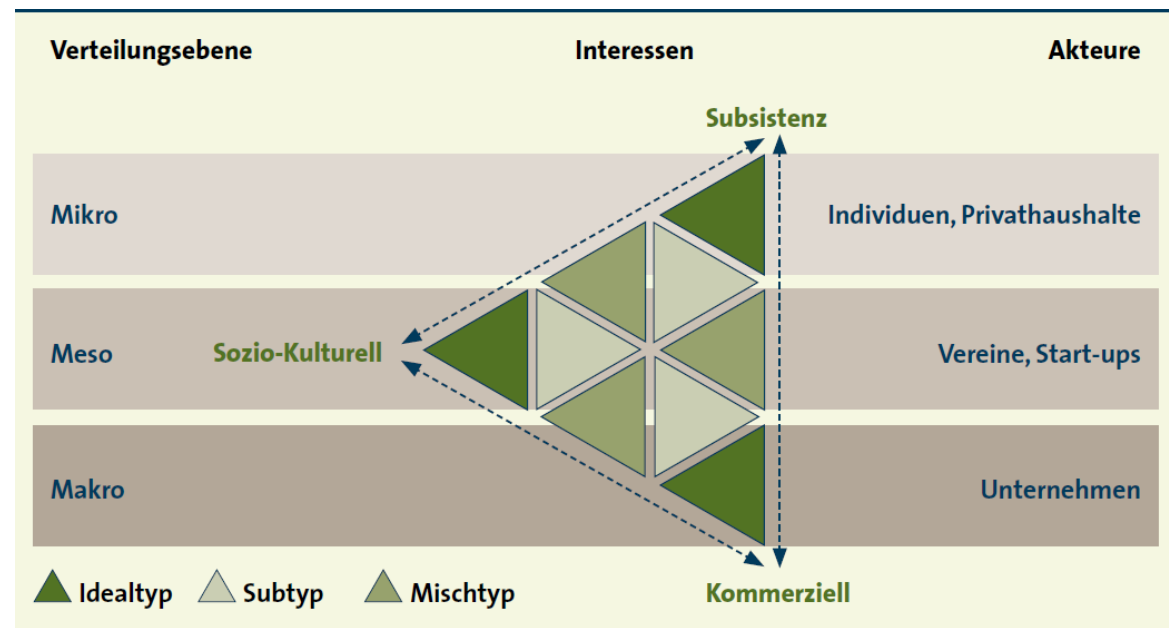 Verteilungsebene
Interessen
Akteure
Subsistenz
Mikro
Individuen, Privathaushalte
Meso
Sozio-Kulturell
Vereine, Start-ups
Makro
Unternehmen
Idealtyp
Subtyp
Mischtyp
Kommerziell